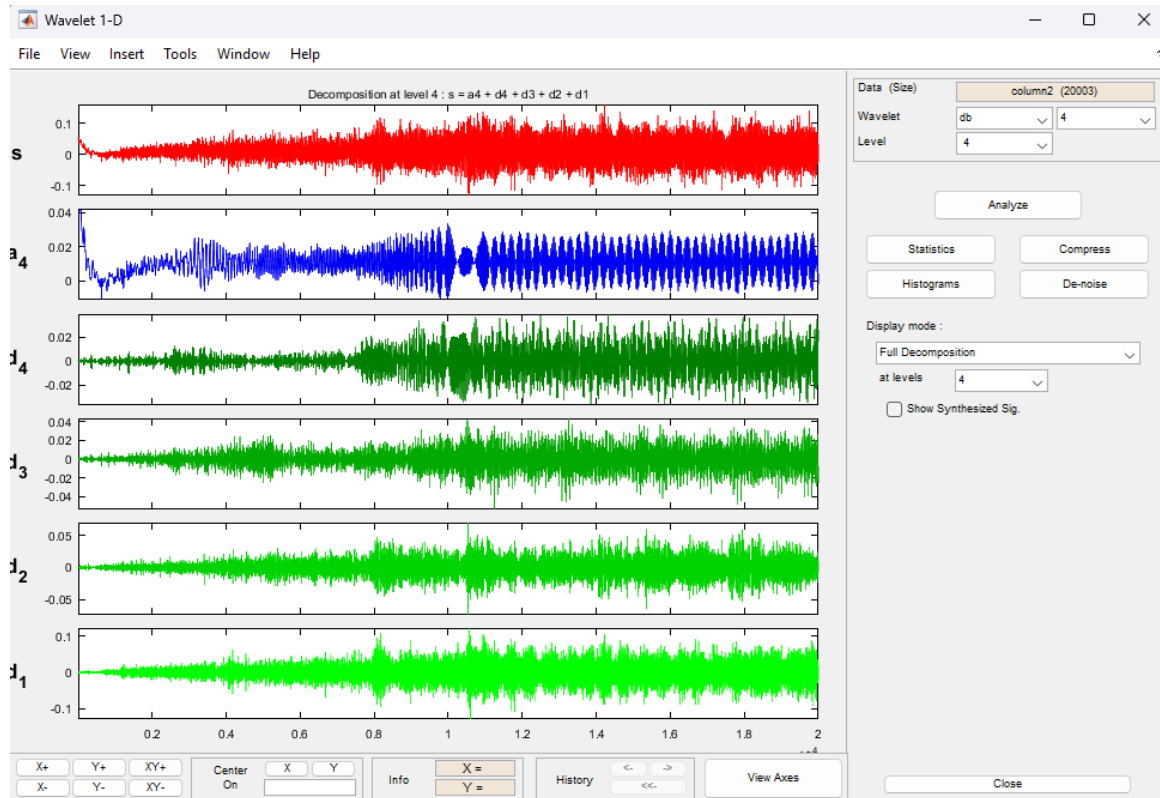 Wavelet 1-D
File View Insert Tools Window Help
Decomposition at level 4 : s = a4 + d4 + d3 + d2 + d1
0.1
s
0
-0.1
0.04
0.02
a4
0
0.02
0
d4
-0.02
0.04
0.02
0
d3
-0.02
-0.04
0.05
0
d2
-0.05
0.1
0
d1
-0.1
0.2 0.4 0.6 0.8 1 1.2 1.4 1.6 1.8 2
Data (Size) column2 (20003)
Wavelet db 4
Level 4
Analyze
Statistics Compress
Histograms De-noise
Display mode :
Full Decomposition
at levels 4
Show Synthesized Sig.
X+ Y+ XY+
X- Y- XY-
Center On X Y
Info X =
Y =
History <- ->
<<-
View Axes
Close